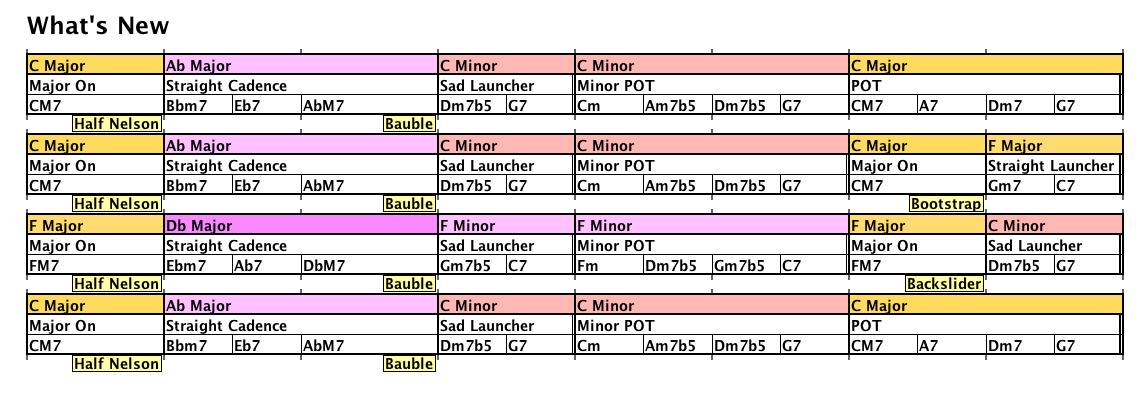 What's New
C Major Ab Major C Minor C Minor C Major
Major On Straight Cadence Sad Launcher Minor POT POT
CM7 Bbm7 Eb7 AbM7 Dm7b5 G7 Cm Am7b5 Dm7b5 G7 CM7 A7 Dm7 G7
Half Nelson Bauble
C Major Ab Major C Minor C Minor C Major F Major
Major On Straight Cadence Sad Launcher Minor POT Major On Straight Launcher
CM7 Bbm7 Eb7 AbM7 Dm7b5 G7 Cm Am7b5 Dm7b5 G7 CM7 Gm7 C7
Half Nelson Bauble Bootstrap
F Major Db Major F Minor F Minor F Major C Minor
Major On Straight Cadence Sad Launcher Minor POT Major On Sad Launcher
FM7 Ebm7 Ab7 DbM7 Gm7b5 C7 Fm Dm7b5 Gm7b5 C7 FM7 Dm7b5 G7
Half Nelson Bauble Backslider
C Major Ab Major C Minor C Minor C Major
Major On Straight Cadence Sad Launcher Minor POT POT
CM7 Bbm7 Eb7 AbM7 Dm7b5 G7 Cm Am7b5 Dm7b5 G7 CM7 A7 Dm7 G7
Half Nelson Bauble